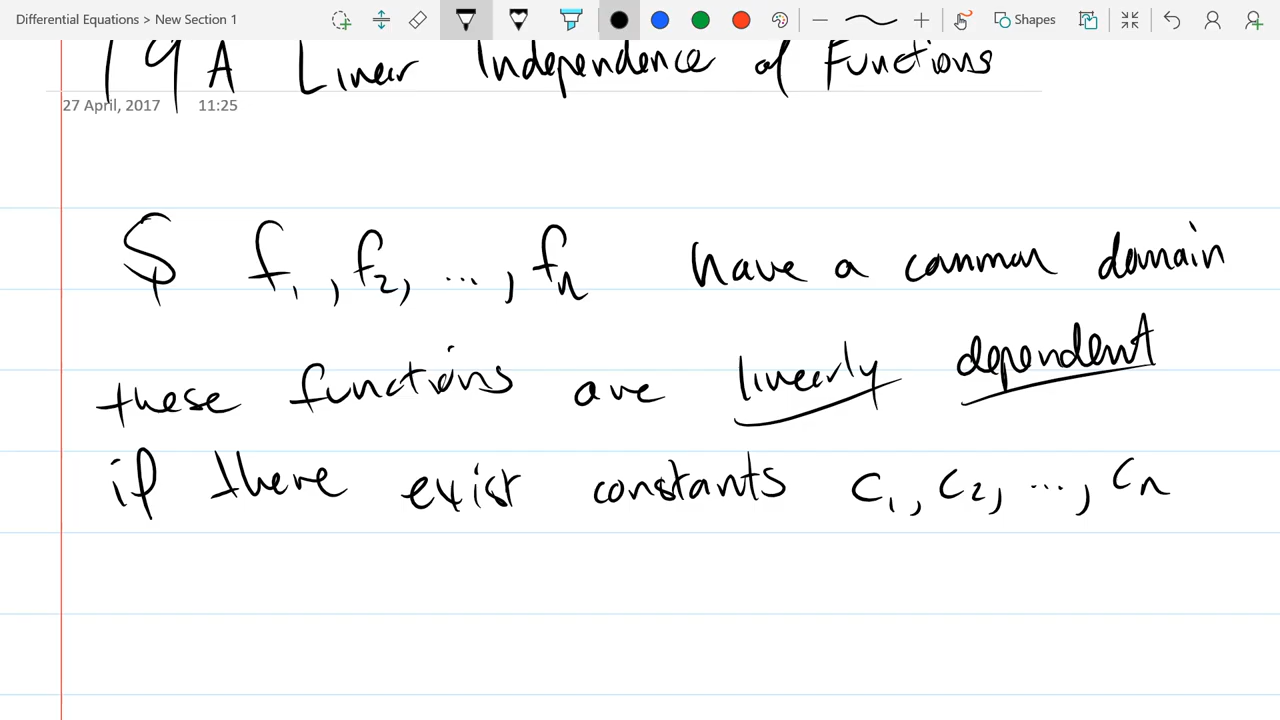 Differential Equations > New Section 1
Shapes
19A Linear Independence of Functions
27 April, 2017 11:25
$ f₁, f₂, ..., fₙ have a common domain
these functions are linearly dependent
if there exist constants c₁, c₂, ..., cₙ